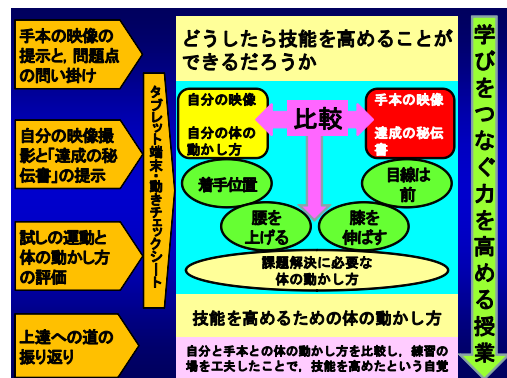 手本の映像の
提示と，問題点
の問い掛け
自分の映像撮
影と「達成の秘
伝書」の提示
試しの運動と
体の動かし方
の評価
上達への道の
振り返り
タブレット端末・動きチェックシート
どうしたら技能を高めることが
できるだろうか
自分の映像
自分の体の
動かし方
比較
手本の映像
達成の秘伝
書
着手位置
目線は
前
腰を
上げる
膝を
伸ばす
課題解決に必要な
体の動かし方
技能を高めるための体の動かし方
自分と手本との体の動かし方を比較し，練習の
場を工夫したことで，技能を高めたという自覚
学びをつなぐ力を高める授業